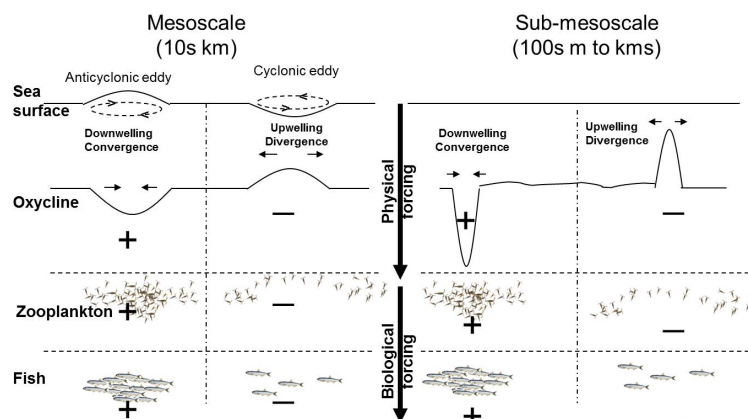 Mesoscale
(10s km)
Sub-mesoscale
(100s m to kms)
Anticyclonic eddy
Cyclonic eddy
Sea
surface
Downwelling
Convergence
Upwelling
Divergence
Downwelling
Convergence
Upwelling
Divergence
Physical
forcing
Oxycline
+
−
+
−
Zooplankton
+
−
+
−
Biological
forcing
Fish
+
−
+